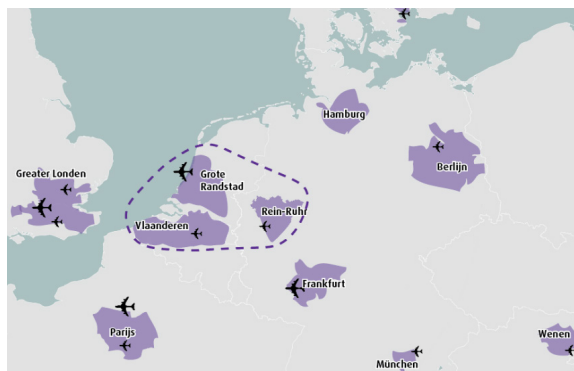 Hamburg
Berlijn
Greater Londen
Grote
Randstad
Rein-Ruhr
Vlaanderen
Frankfurt
Parijs
Wenen
München